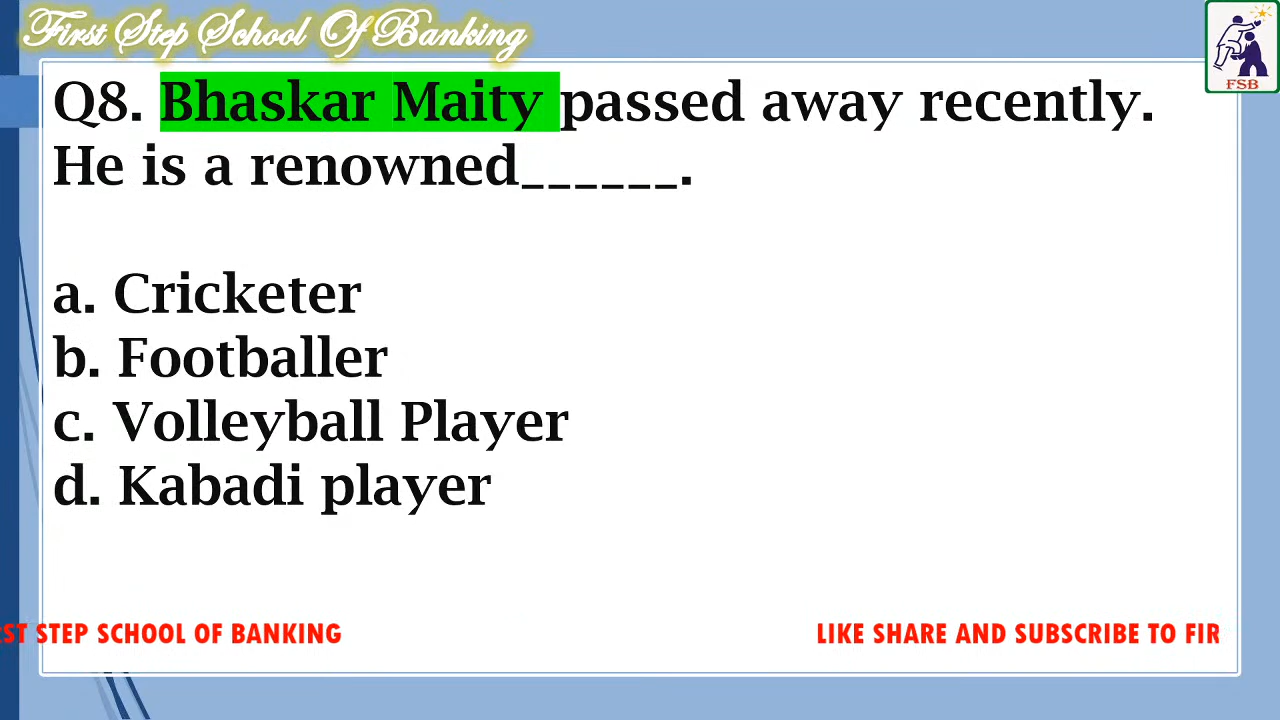 First Step School Of Banking
FSB
Q8. Bhaskar Maity passed away recently.
He is a renowned______.
a. Cricketer
b. Footballer
c. Volleyball Player
d. Kabadi player
RST STEP SCHOOL OF BANKING
LIKE SHARE AND SUBSCRIBE TO FIR